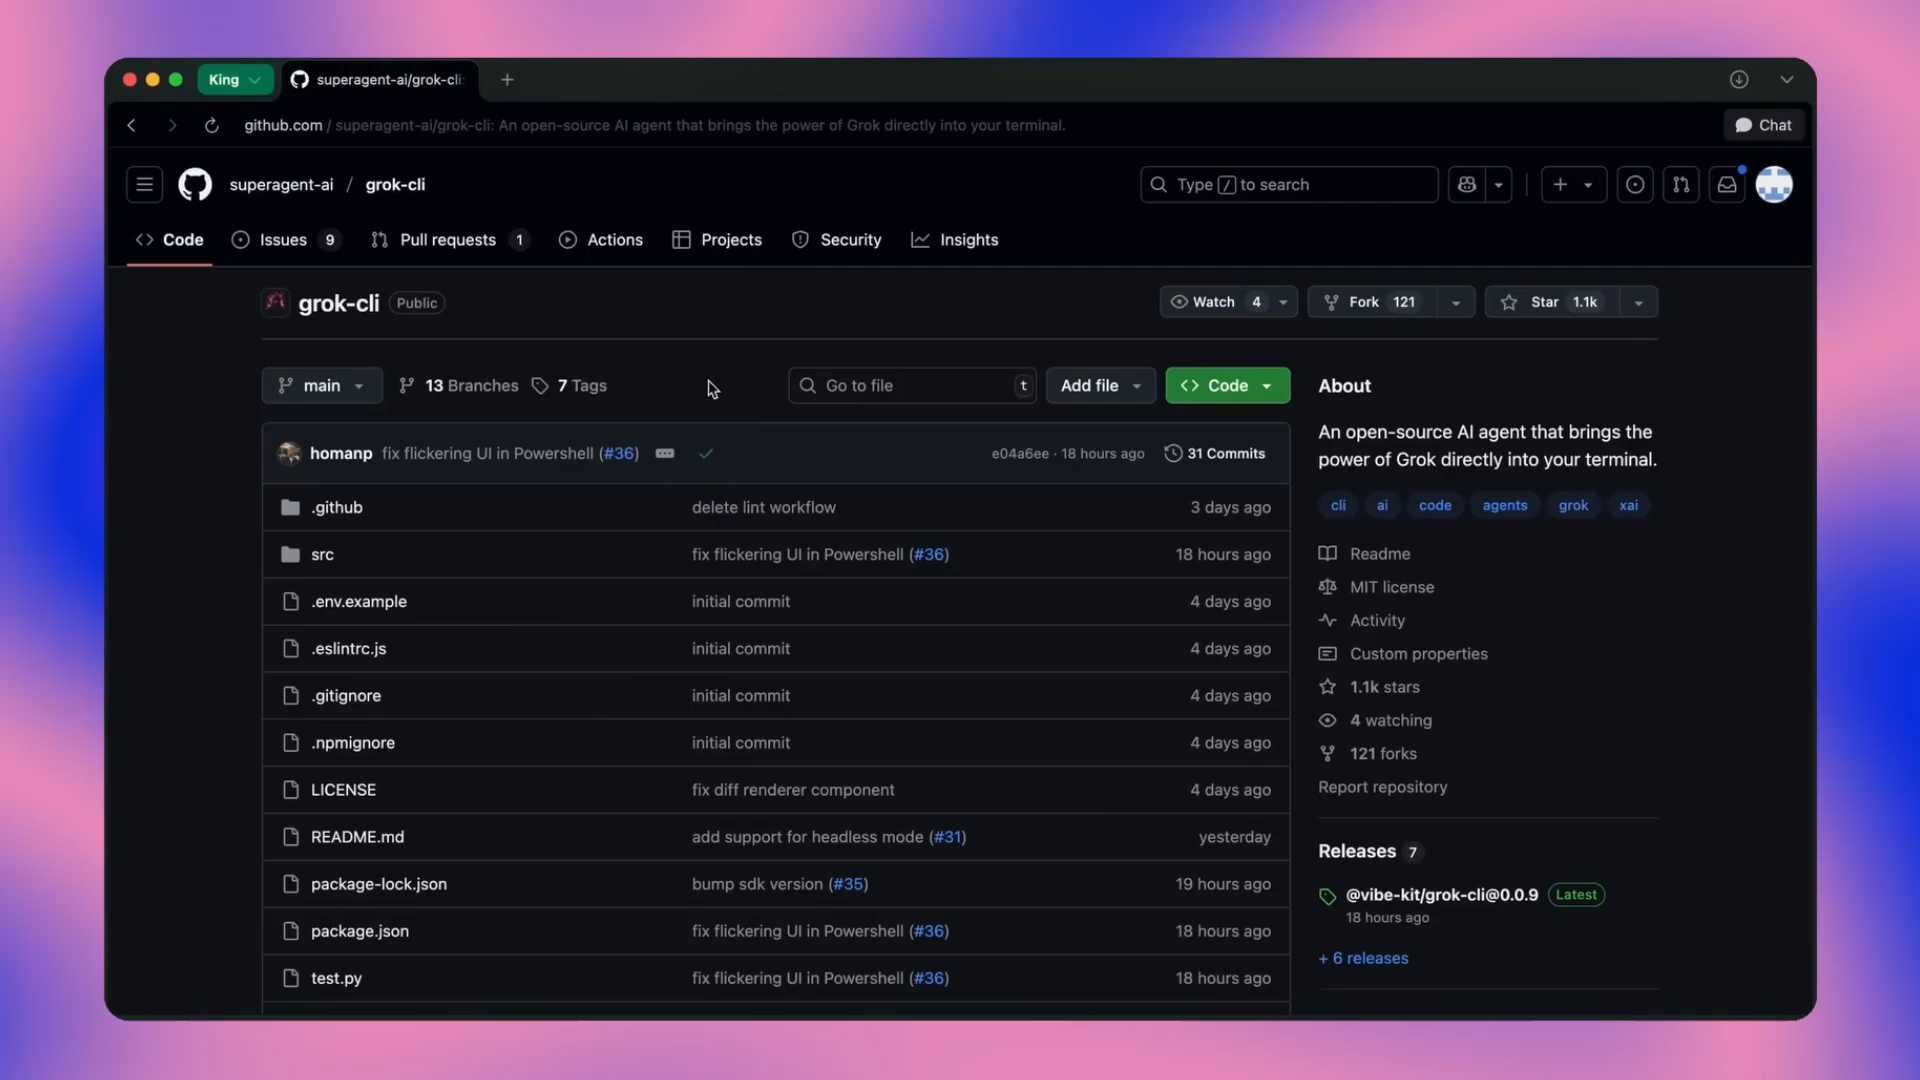 King superagent-ai/grok-cli:
github.com / superagent-ai/grok-cli: An open-source AI agent that brings the power of Grok directly into your terminal. Chat
superagent-ai / grok-cli Type / to search
Code Issues 9 Pull requests 1 Actions Projects Security Insights
grok-cli Public Watch 4 Fork 121 Star 1.1k
main 13 Branches 7 Tags Go to file t Add file Code
homanp fix flickering UI in Powershell (#36) e04a6ee · 18 hours ago 31 Commits
.github delete lint workflow 3 days ago
src fix flickering UI in Powershell (#36) 18 hours ago
.env.example initial commit 4 days ago
.eslintrc.js initial commit 4 days ago
.gitignore initial commit 4 days ago
.npmignore initial commit 4 days ago
LICENSE fix diff renderer component 4 days ago
README.md add support for headless mode (#31) yesterday
package-lock.json bump sdk version (#35) 19 hours ago
package.json fix flickering UI in Powershell (#36) 18 hours ago
test.py fix flickering UI in Powershell (#36) 18 hours ago
About
An open-source AI agent that brings the
power of Grok directly into your terminal.
cli ai code agents grok xai
Readme
MIT license
Activity
Custom properties
1.1k stars
4 watching
121 forks
Report repository
Releases 7
@vibe-kit/grok-cli@0.0.9 Latest
18 hours ago
+ 6 releases